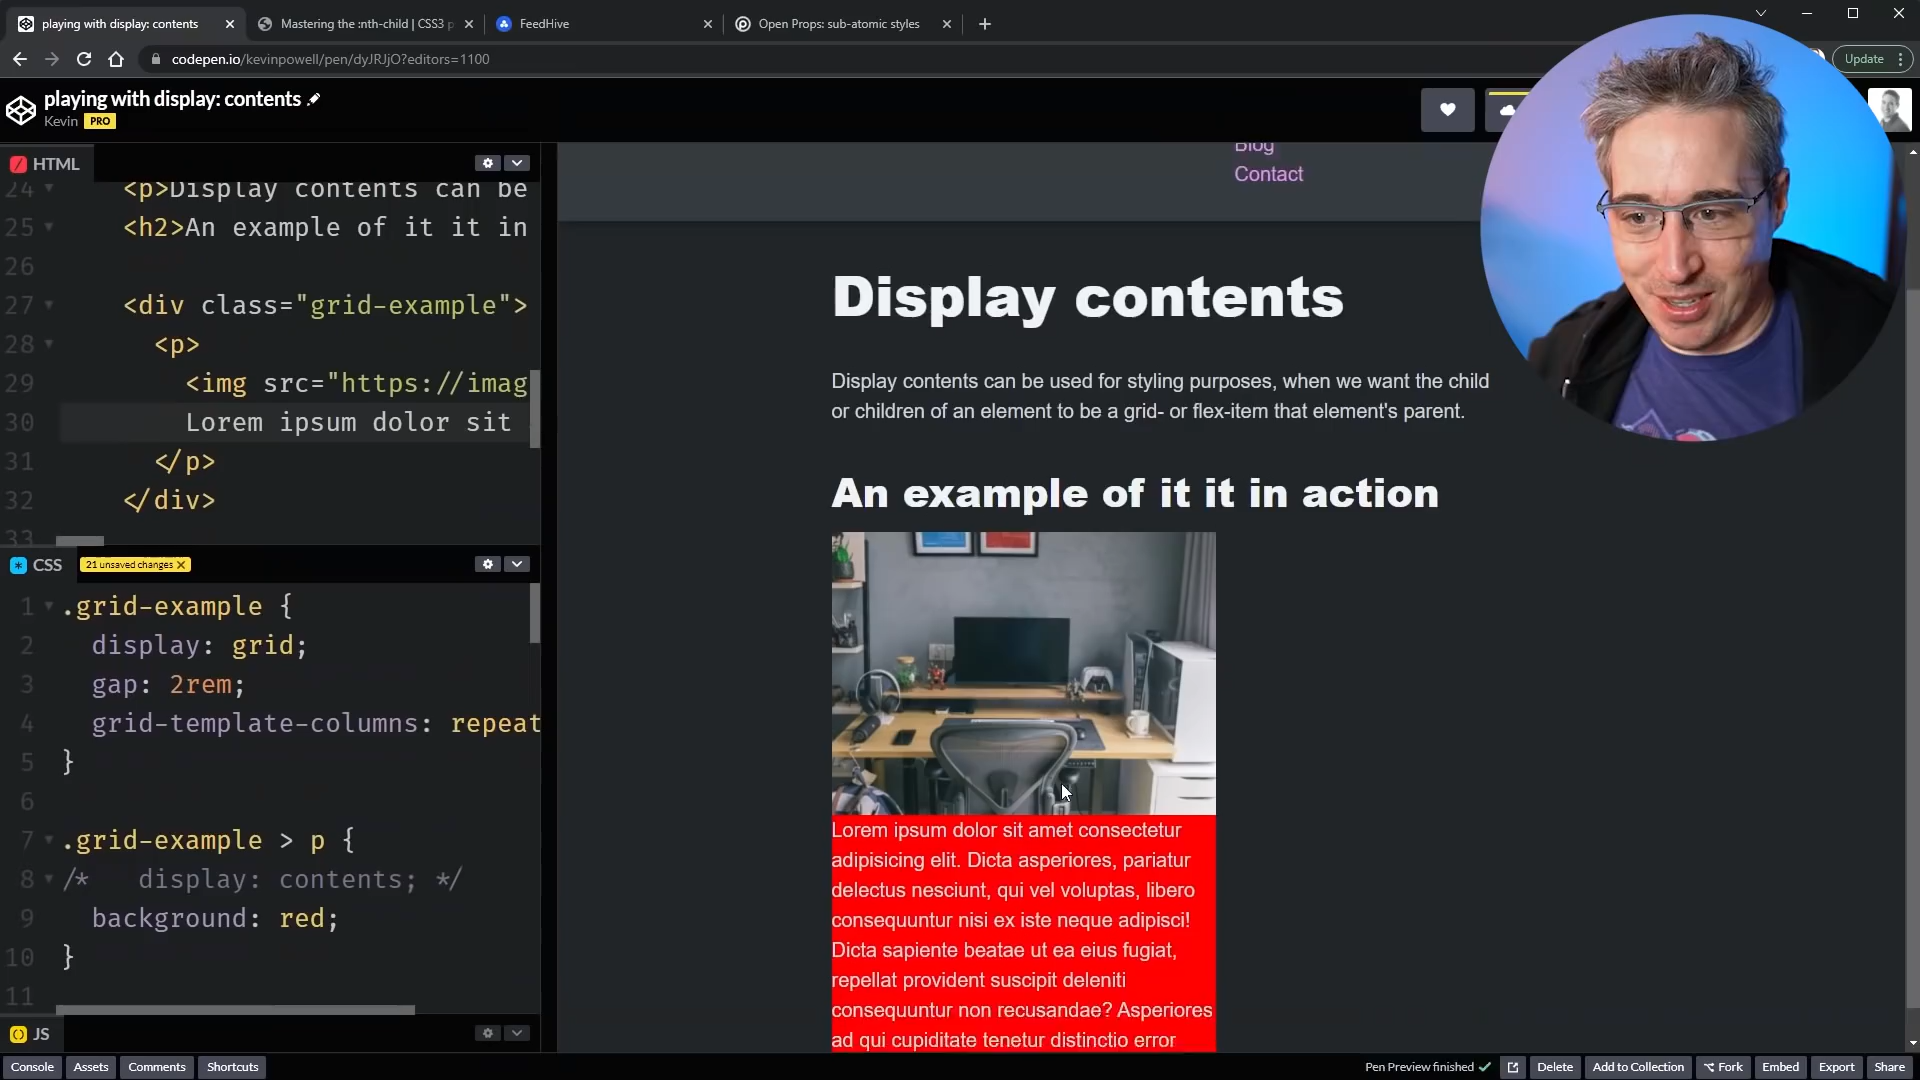 playing with display: contents
Mastering the :nth-child | CSS3 p
FeedHive
Open Props: sub-atomic styles
codepen.io/kevinpowell/pen/dyJRJjO?editors=1100
Update
playing with display: contents
Kevin PRO
HTML
24 <p>Display contents can be
25 <h2>An example of it it in
26
27 <div class="grid-example">
28 <p>
29 <img src="https://imag
30 Lorem ipsum dolor sit
31 </p>
32 </div>
33
CSS 21 unsaved changes
1 .grid-example {
2 display: grid;
3 gap: 2rem;
4 grid-template-columns: repeat
5 }
6
7 .grid-example > p {
8 /* display: contents; */
9 background: red;
10 }
11
JS
Blog
Contact
Display contents
Display contents can be used for styling purposes, when we want the child
or children of an element to be a grid- or flex-item that element's parent.
An example of it it in action
Lorem ipsum dolor sit amet consectetur
adipisicing elit. Dicta asperiores, pariatur
delectus nesciunt, qui vel voluptas, libero
consequuntur nisi ex iste neque adipisci!
Dicta sapiente beatae ut ea eius fugiat,
repellat provident suscipit deleniti
consequuntur non recusandae? Asperiores
ad qui cupiditate tenetur distinctio error
Console Assets Comments Shortcuts
Pen Preview finished Delete Add to Collection Fork Embed Export Share